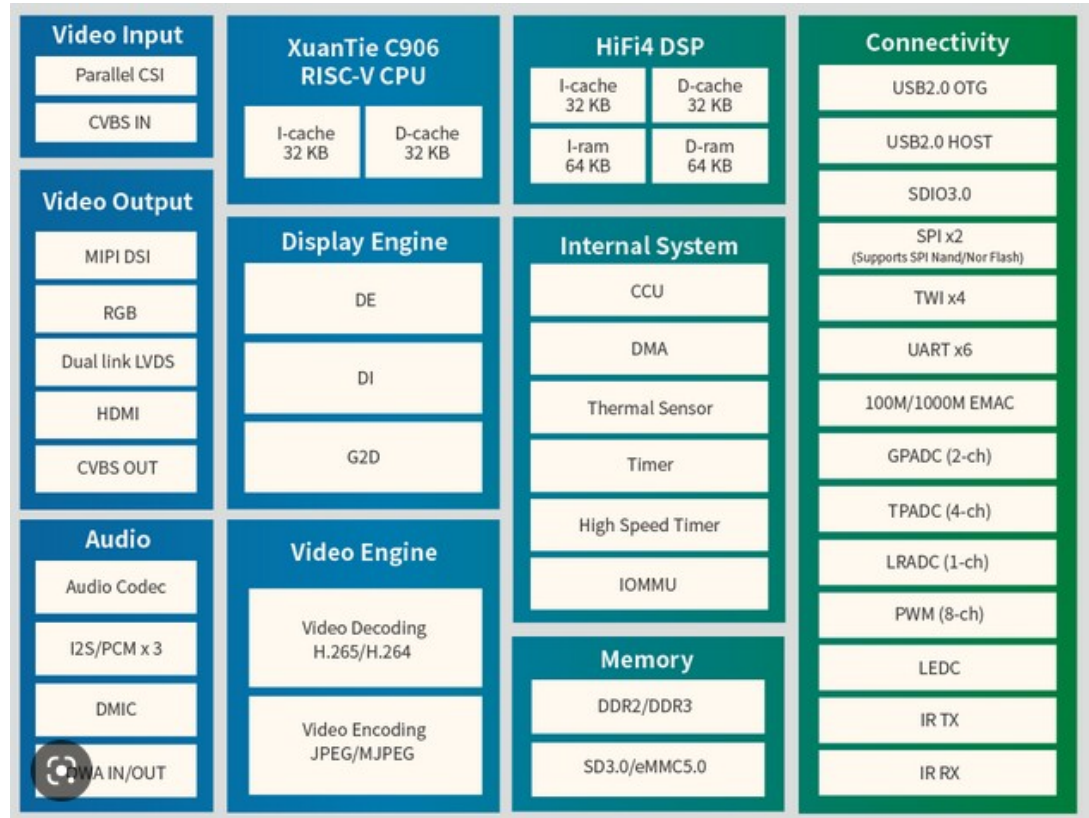 Video Input
Parallel CSI
CVBS IN
Video Output
MIPI DSI
RGB
Dual link LVDS
HDMI
CVBS OUT
Audio
Audio Codec
I2S/PCM x 3
DMIC
WA IN/OUT
XuanTie C906
RISC-V CPU
I-cache
32 KB
D-cache
32 KB
Display Engine
DE
DI
G2D
Video Engine
Video Decoding
H.265/H.264
Video Encoding
JPEG/MJPEG
HiFi4 DSP
I-cache
32 KB
D-cache
32 KB
I-ram
64 KB
D-ram
64 KB
Internal System
CCU
DMA
Thermal Sensor
Timer
High Speed Timer
IOMMU
Memory
DDR2/DDR3
SD3.0/eMMC5.0
Connectivity
USB2.0 OTG
USB2.0 HOST
SDIO3.0
SPI x2
(Supports SPI Nand/Nor Flash)
TWI x4
UART x6
100M/1000M EMAC
GPADC (2-ch)
TPADC (4-ch)
LRADC (1-ch)
PWM (8-ch)
LEDC
IR TX
IR RX